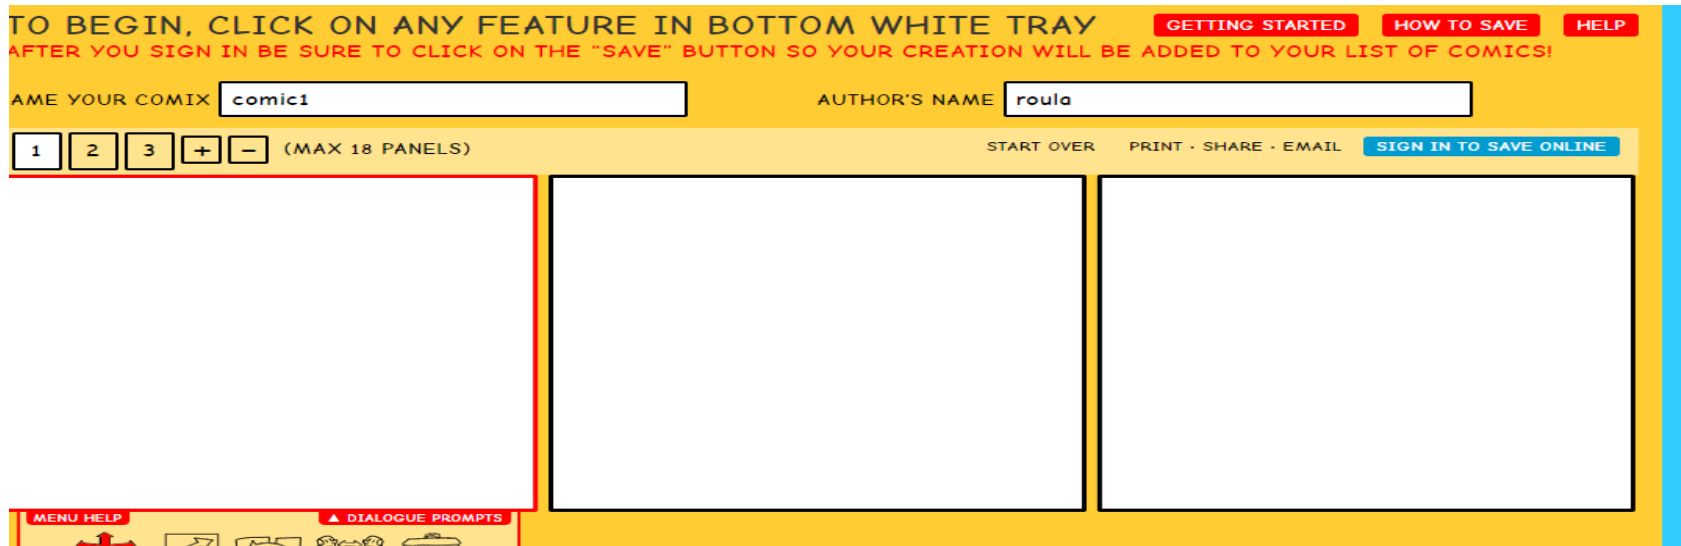 TO BEGIN, CLICK ON ANY FEATURE IN BOTTOM WHITE TRAY GETTING STARTED HOW TO SAVE HELP
AFTER YOU SIGN IN BE SURE TO CLICK ON THE "SAVE" BUTTON SO YOUR CREATION WILL BE ADDED TO YOUR LIST OF COMICS!
AME YOUR COMIX comic1 AUTHOR'S NAME roula
1 2 3 + − (MAX 18 PANELS) START OVER PRINT · SHARE · EMAIL SIGN IN TO SAVE ONLINE
MENU HELP ▲ DIALOGUE PROMPTS